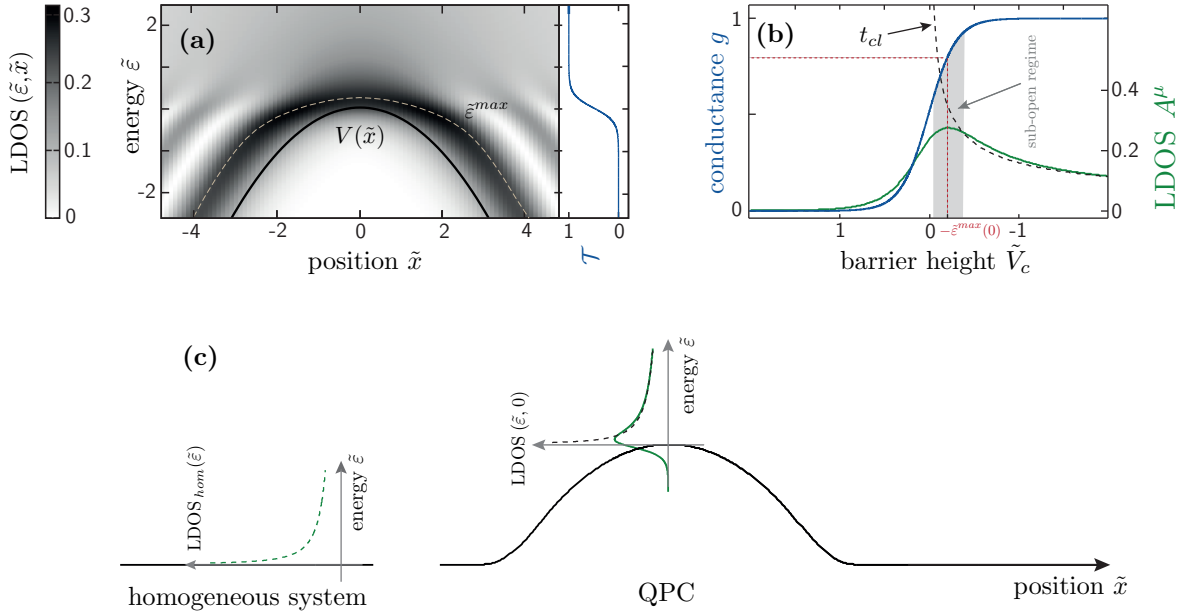 LDOS (ε̃,x̃)
0.3
0.2
0.1
0
energy ε̃
2
0
-2
(a)
ε̃^max
V(x̃)
-4
-2
0
2
4
position x̃
1
0
𝒯
(b)
t_cl
conductance g
1
0
sub-open regime
0.4
0.2
0
LDOS A^μ
1
0
-ε̃^max(0)
-1
barrier height Ṽ_c
(c)
LDOS_hom(ε̃)
energy ε̃
homogeneous system
LDOS (ε̃, 0)
energy ε̃
QPC
position x̃